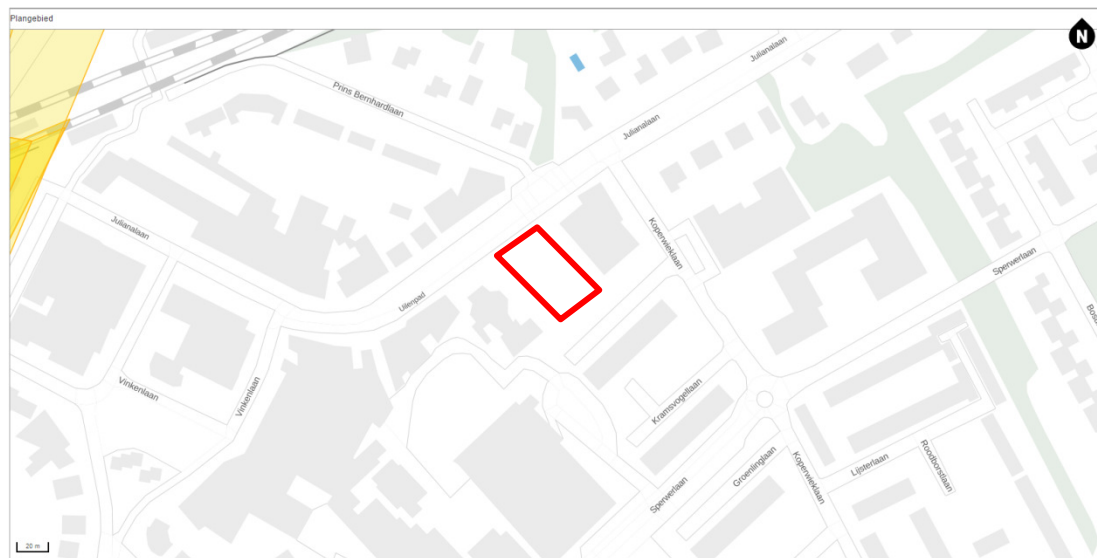 Plangebied
N
Julianalaan
Prins Bernhardlaan
Julianalaan
Julianalaan
Koperwieklaan
Sperwerlaan
Uilenpad
Vinkenlaan
Vinkenlaan
Kramsvogellaan
Groenlinglaan
Koperwieklaan
Lijsterlaan
Roodborstlaan
Sperwerlaan
20 m